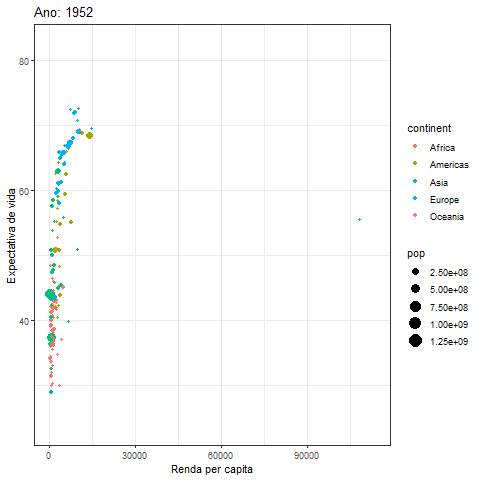 Ano: 1952
Expectativa de vida
80
60
40
0
30000
60000
90000
Renda per capita
continent
Africa
Americas
Asia
Europe
Oceania
pop
2.50e+08
5.00e+08
7.50e+08
1.00e+09
1.25e+09